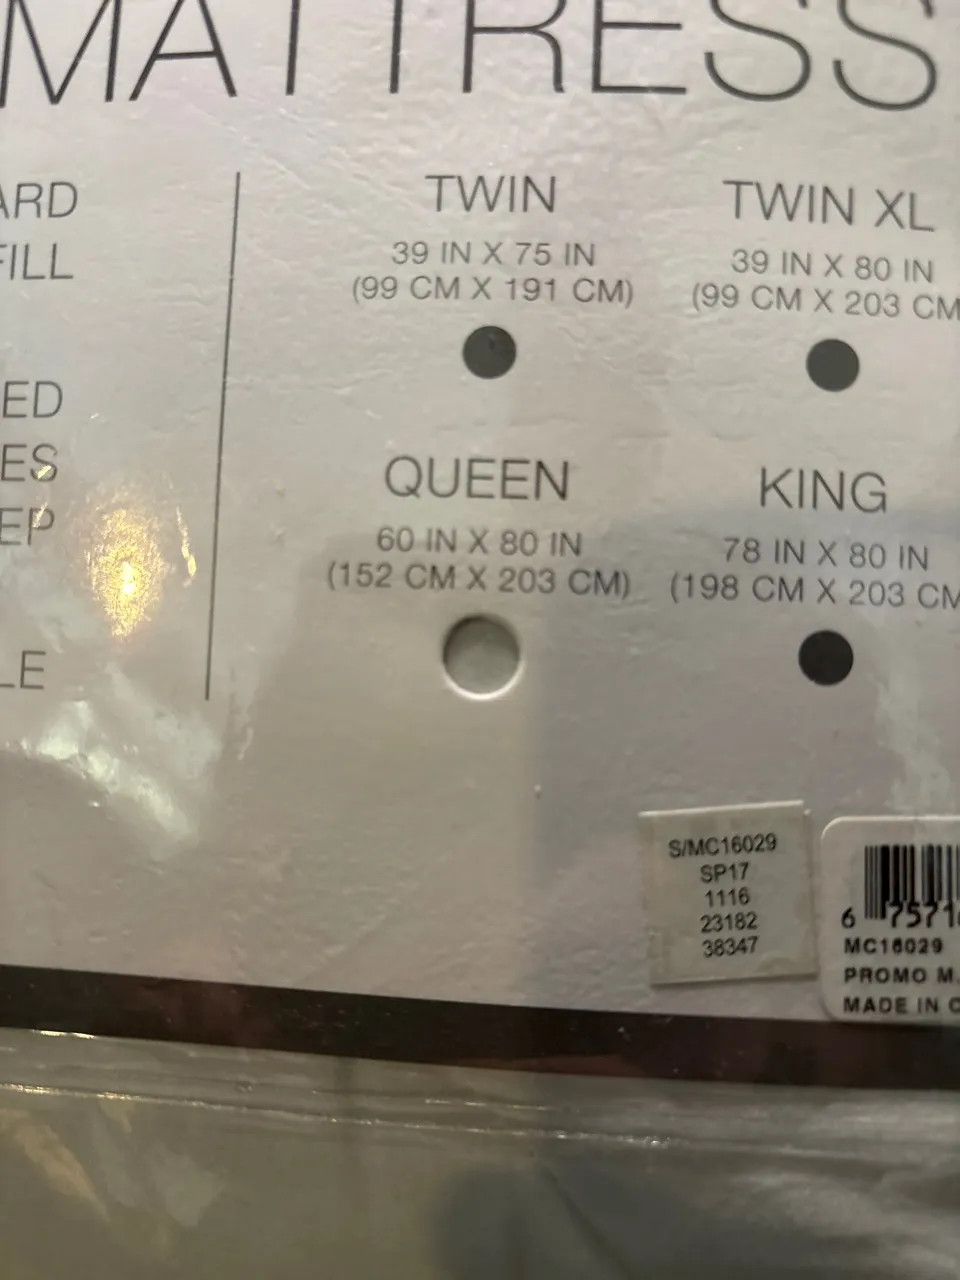 MATTRESS
TWIN
39 IN X 75 IN
(99 CM X 191 CM)
TWIN XL
39 IN X 80 IN
(99 CM X 203 CM
ARD
FILL
ED
ES
EP
LE
QUEEN
60 IN X 80 IN
(152 CM X 203 CM)
KING
78 IN X 80 IN
(198 CM X 203 CM
S/MC16029
SP17
1116
23182
38347
6 7571
MC16029
PROMO M.
MADE IN C